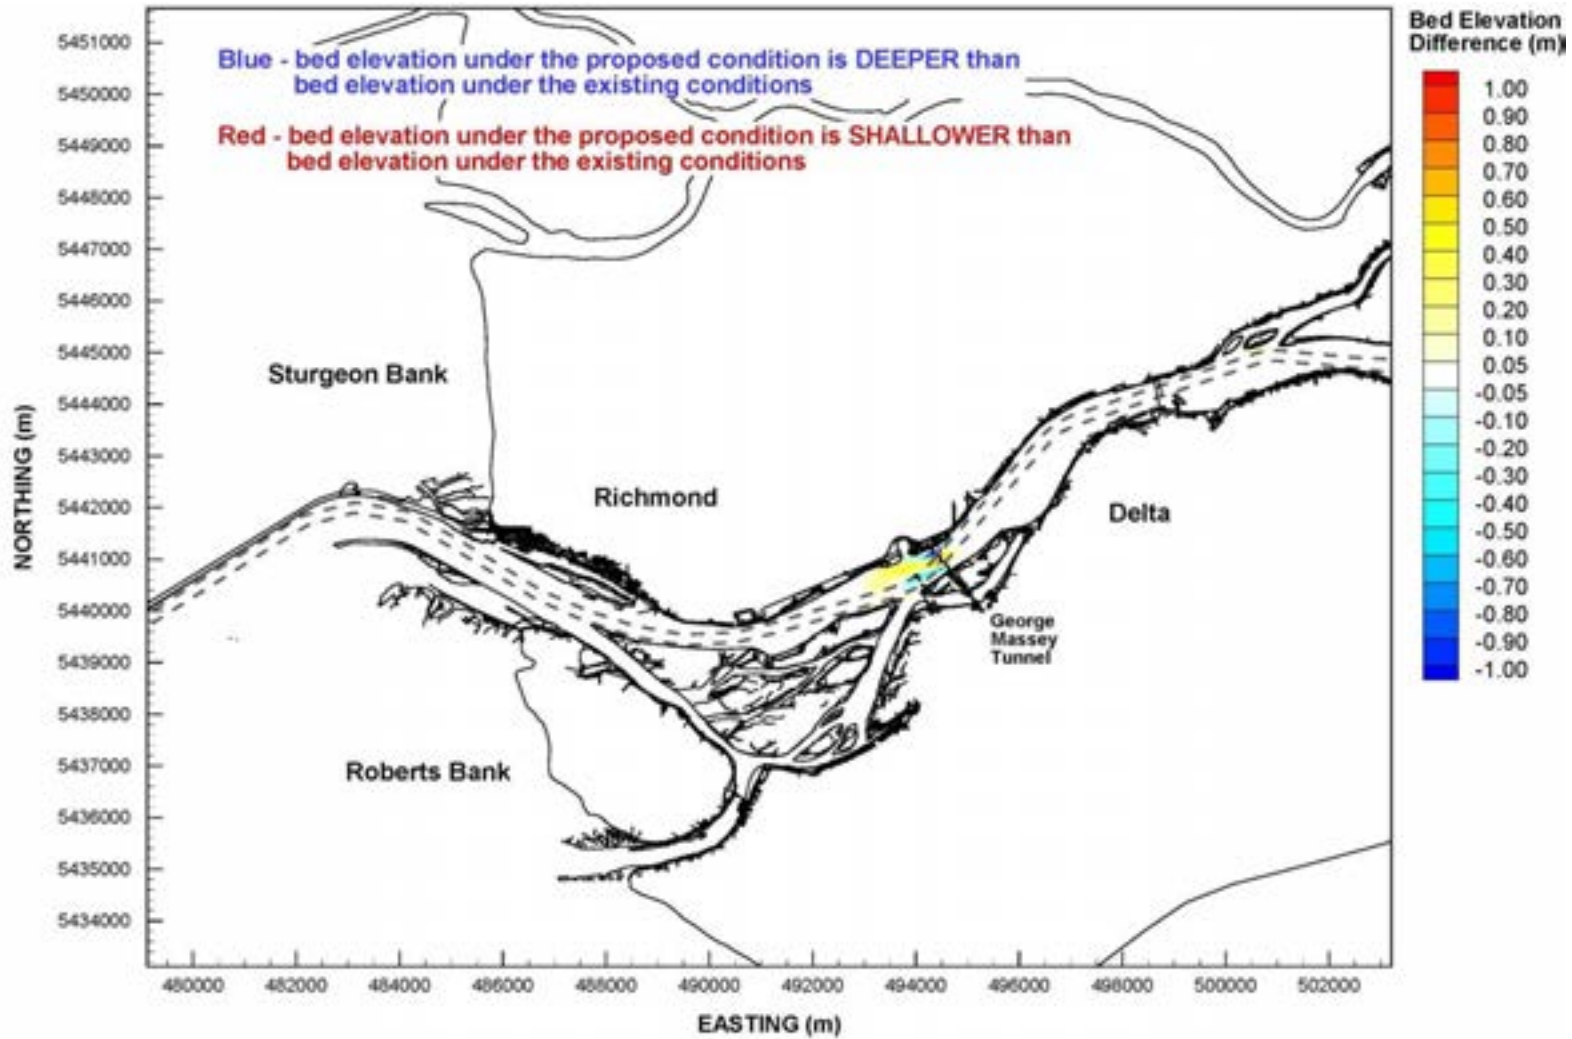 Blue - bed elevation under the proposed condition is DEEPER than
bed elevation under the existing conditions
Red - bed elevation under the proposed condition is SHALLOWER than
bed elevation under the existing conditions
Bed Elevation
Difference (m)
1.00
0.90
0.80
0.70
0.60
0.50
0.40
0.30
0.20
0.10
0.05
-0.05
-0.10
-0.20
-0.30
-0.40
-0.50
-0.60
-0.70
-0.80
-0.90
-1.00
NORTHING (m)
5451000
5450000
5449000
5448000
5447000
5446000
5445000
5444000
5443000
5442000
5441000
5440000
5439000
5438000
5437000
5436000
5435000
5434000
Sturgeon Bank
Richmond
Delta
George
Massey
Tunnel
Roberts Bank
480000 482000 484000 486000 488000 490000 492000 494000 496000 498000 500000 502000
EASTING (m)